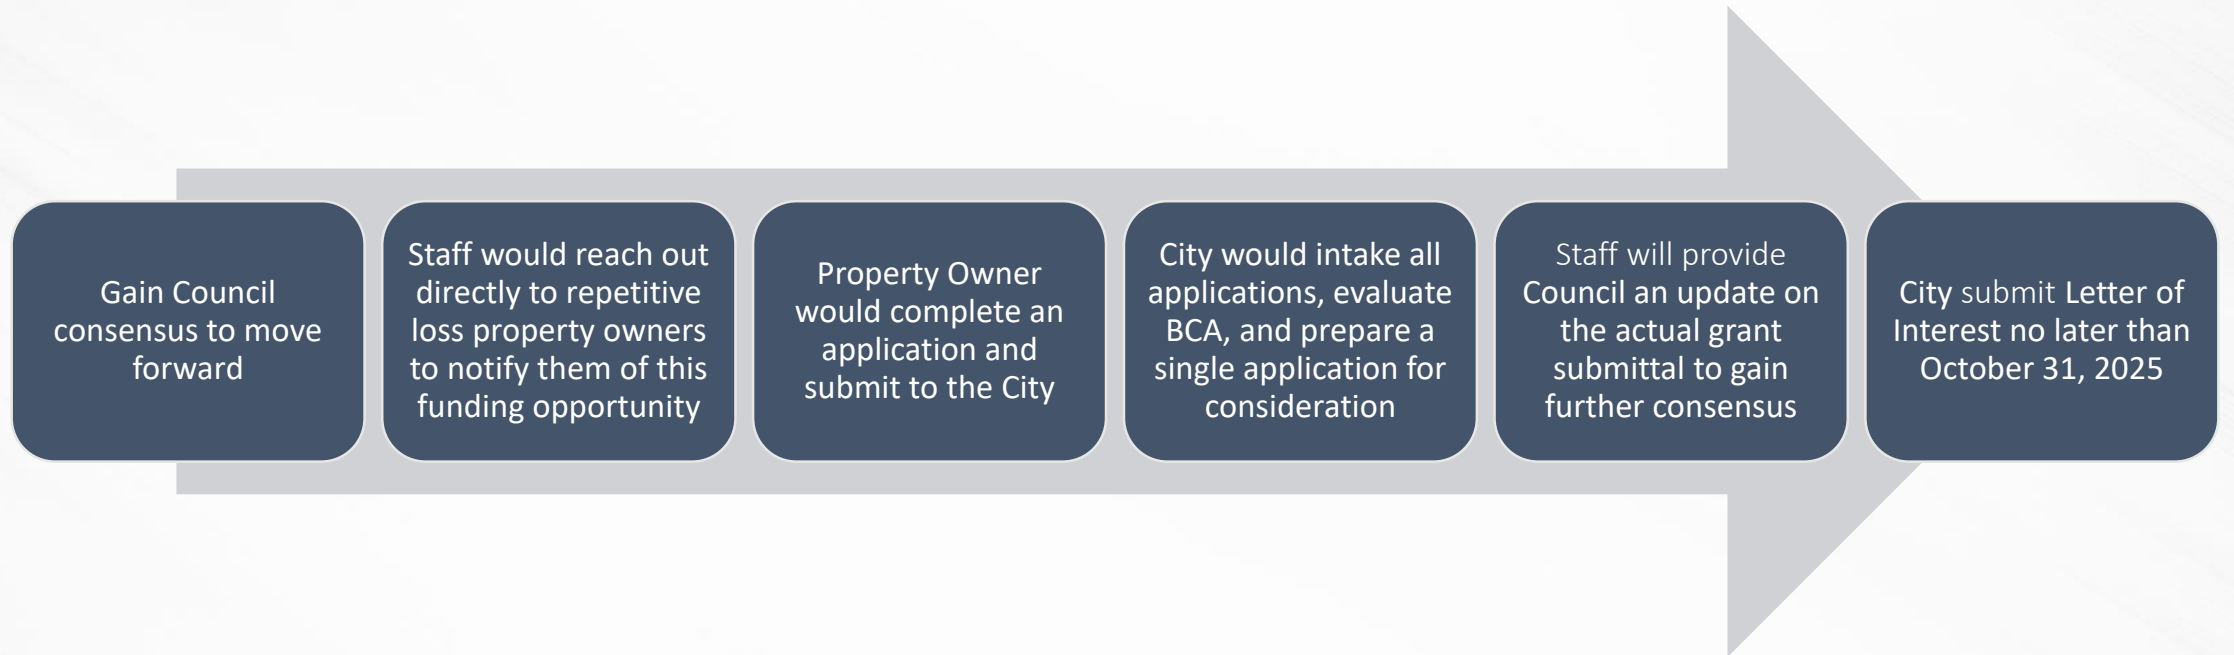 Gain Council
consensus to move
forward
Staff would reach out
directly to repetitive
loss property owners
to notify them of this
funding opportunity
Property Owner
would complete an
application and
submit to the City
City would intake all
applications, evaluate
BCA, and prepare a
single application for
consideration
Staff will provide
Council an update on
the actual grant
submittal to gain
further consensus
City submit Letter of
Interest no later than
October 31, 2025